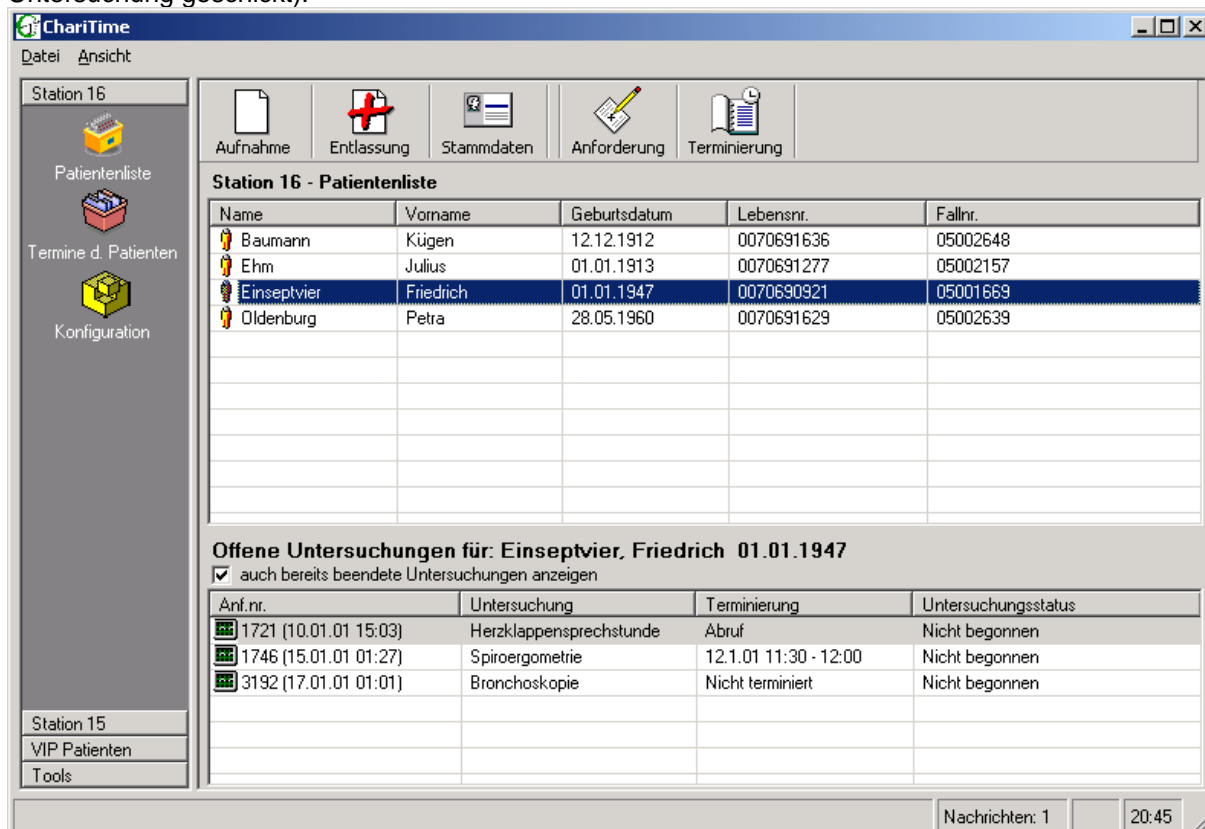 Untersuchung geschickt).
ChariTime
Datei Ansicht
Station 16
Patientenliste
Termine d. Patienten
Konfiguration
Station 15
VIP Patienten
Tools
Aufnahme Entlassung Stammdaten Anforderung Terminierung
Station 16 - Patientenliste
Name Vorname Geburtsdatum Lebensnr. Fallnr.
Baumann Kügen 12.12.1912 0070691636 05002648
Ehm Julius 01.01.1913 0070691277 05002157
Einseptvier Friedrich 01.01.1947 0070690921 05001669
Oldenburg Petra 28.05.1960 0070691629 05002639
Offene Untersuchungen für: Einseptvier, Friedrich 01.01.1947
auch bereits beendete Untersuchungen anzeigen
Anf.nr. Untersuchung Terminierung Untersuchungsstatus
1721 (10.01.01 15:03) Herzklappensprechstunde Abruf Nicht begonnen
1746 (15.01.01 01:27) Spiroergometrie 12.1.01 11:30 - 12:00 Nicht begonnen
3192 (17.01.01 01:01) Bronchoskopie Nicht terminiert Nicht begonnen
Nachrichten: 1 20:45